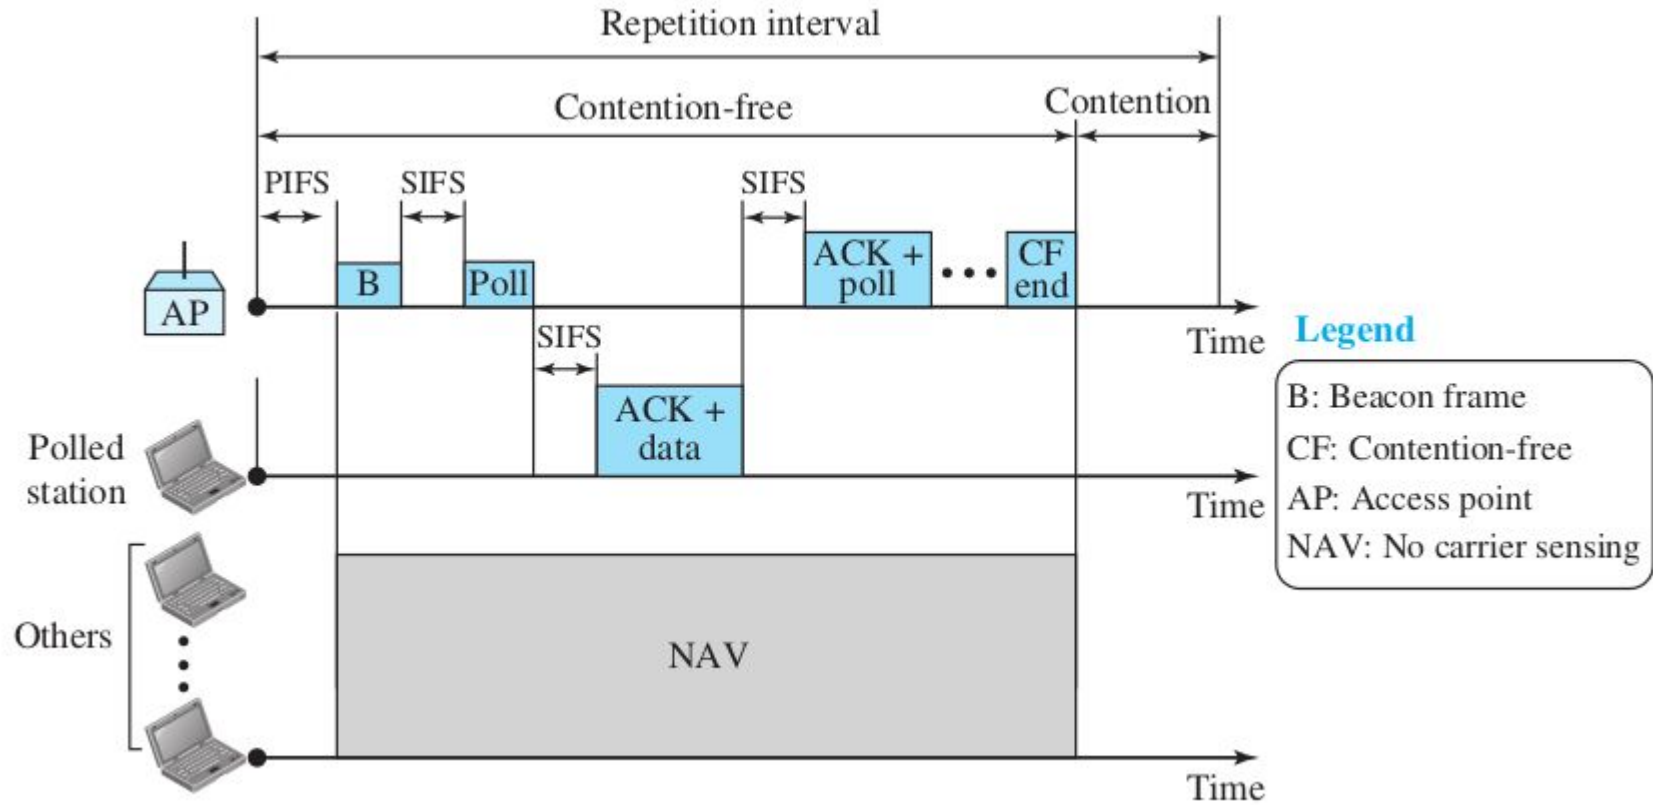 Repetition interval
Contention-free
Contention
PIFS
SIFS
SIFS
B
Poll
ACK +
poll
CF
end
AP
Time
SIFS
ACK +
data
Polled
station
Time
Others
NAV
Time
Legend
B: Beacon frame
CF: Contention-free
AP: Access point
NAV: No carrier sensing